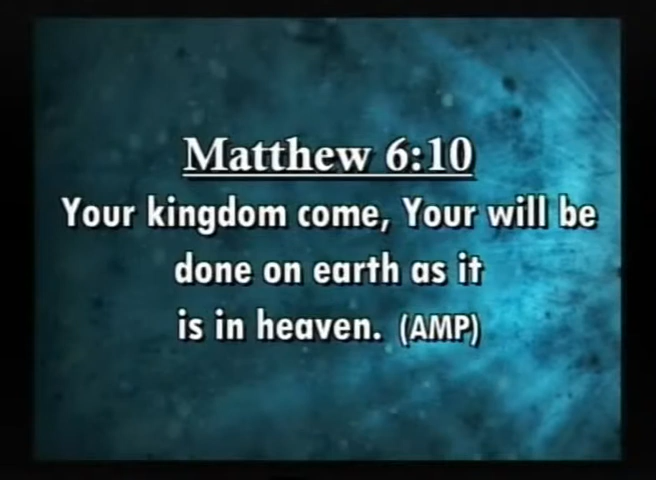 Matthew 6:10
Your kingdom come, Your will be
done on earth as it
is in heaven. (AMP)